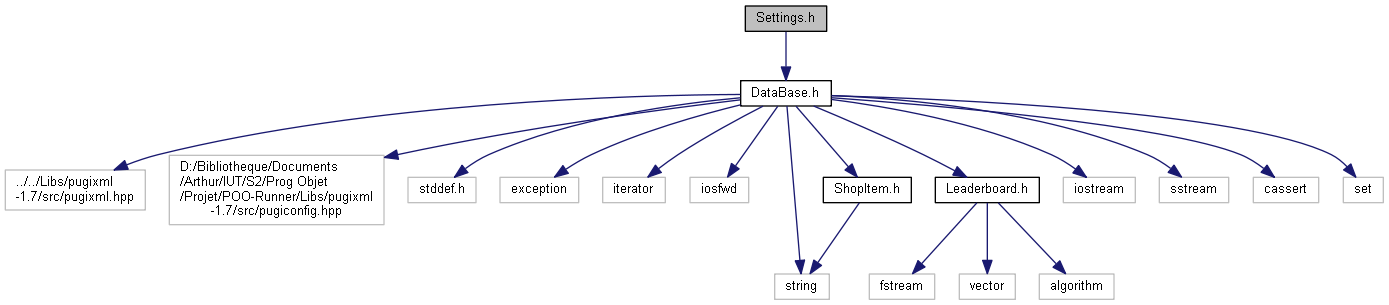 Settings.h
DataBase.h
../../Libs/pugixml
-1.7/src/pugixml.hpp
D:/Bibliotheque/Documents
/Arthur/IUT/S2/Prog Objet
/Projet/POO-Runner/Libs/pugixml
-1.7/src/pugiconfig.hpp
stddef.h
exception
iterator
iosfwd
ShopItem.h
Leaderboard.h
iostream
sstream
cassert
set
string
fstream
vector
algorithm